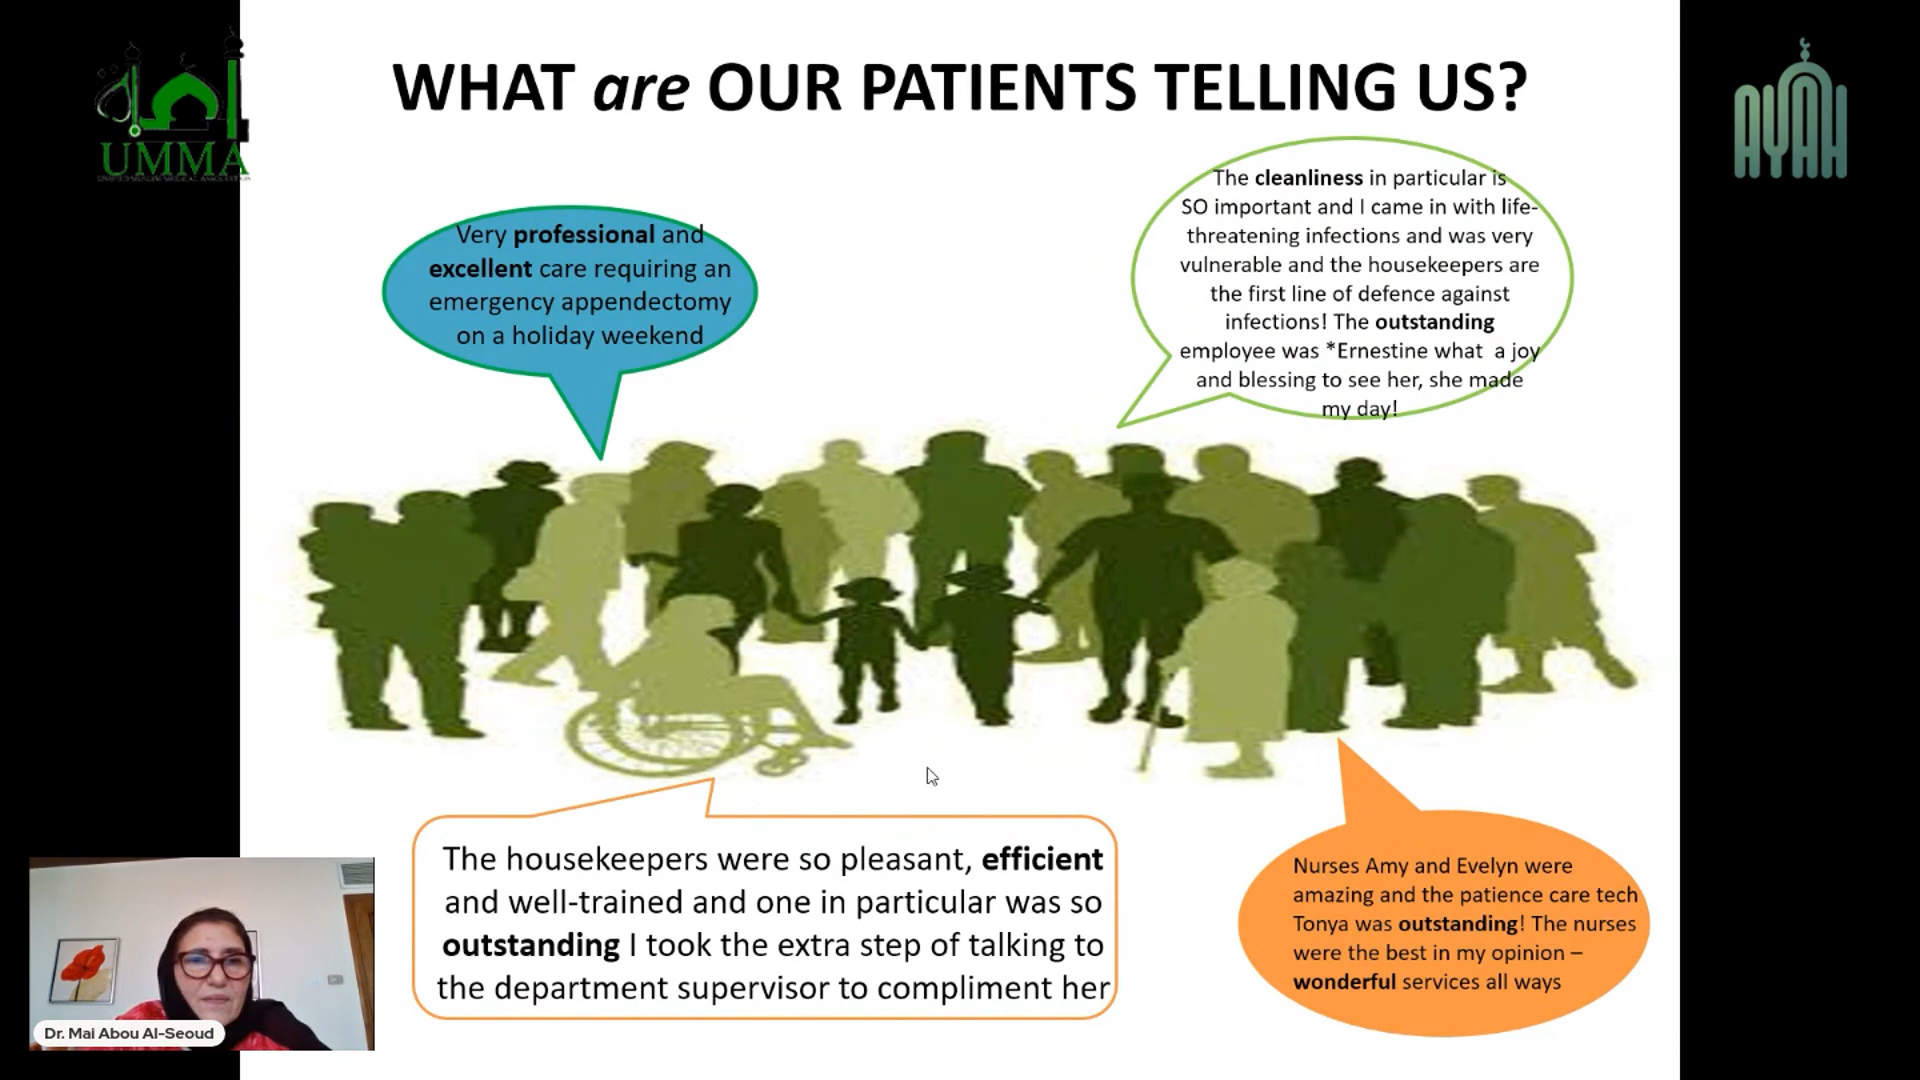 UMMA
WHAT are OUR PATIENTS TELLING US?
AYAH
Very professional and
excellent care requiring an
emergency appendectomy
on a holiday weekend
The cleanliness in particular is
SO important and I came in with life-
threatening infections and was very
vulnerable and the housekeepers are
the first line of defence against
infections! The outstanding
employee was *Ernestine what  a joy
and blessing to see her, she made
my day!
The housekeepers were so pleasant, efficient
and well-trained and one in particular was so
outstanding I took the extra step of talking to
the department supervisor to compliment her
Nurses Amy and Evelyn were
amazing and the patience care tech
Tonya was outstanding! The nurses
were the best in my opinion –
wonderful services all ways
Dr. Mai Abou Al-Seoud